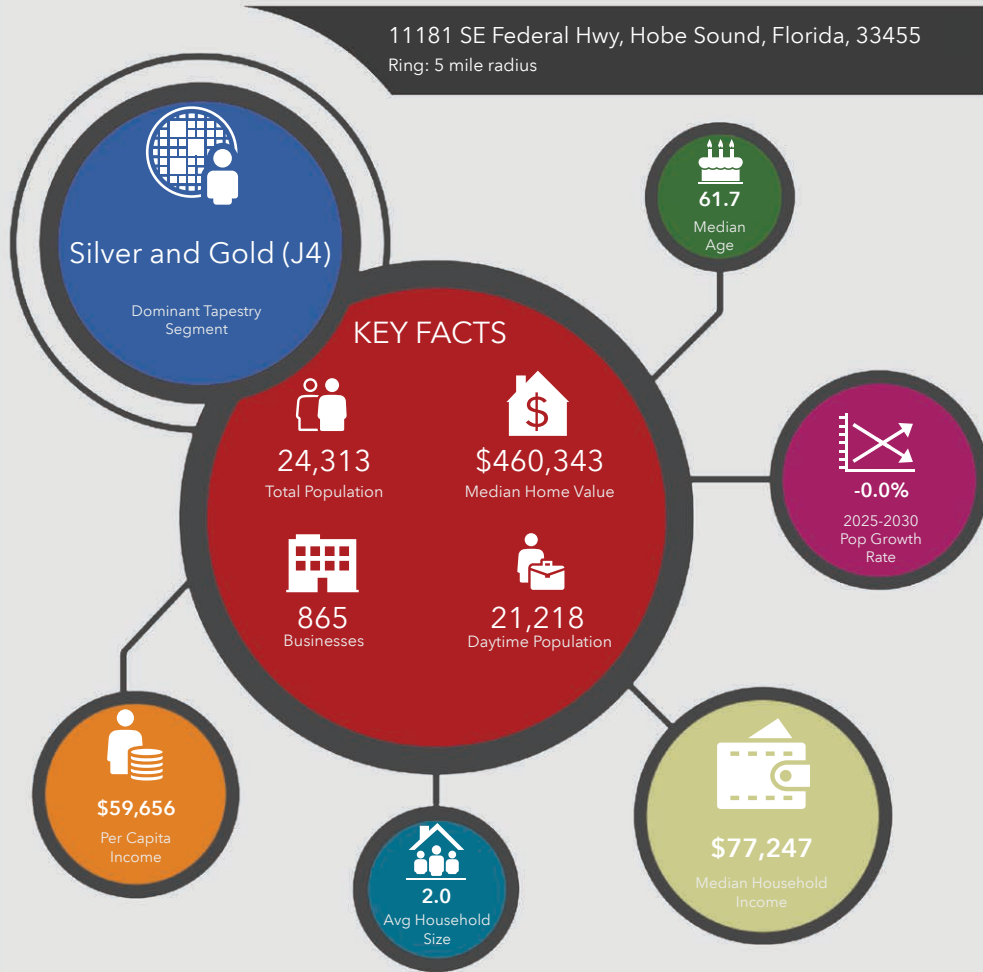 11181 SE Federal Hwy, Hobe Sound, Florida, 33455
Ring: 5 mile radius
Silver and Gold (J4)
Dominant Tapestry
Segment
61.7
Median
Age
KEY FACTS
24,313
Total Population
$460,343
Median Home Value
$
865
Businesses
21,218
Daytime Population
-0.0%
2025-2030
Pop Growth
Rate
$59,656
Per Capita
Income
2.0
Avg Household
Size
$77,247
Median Household
Income